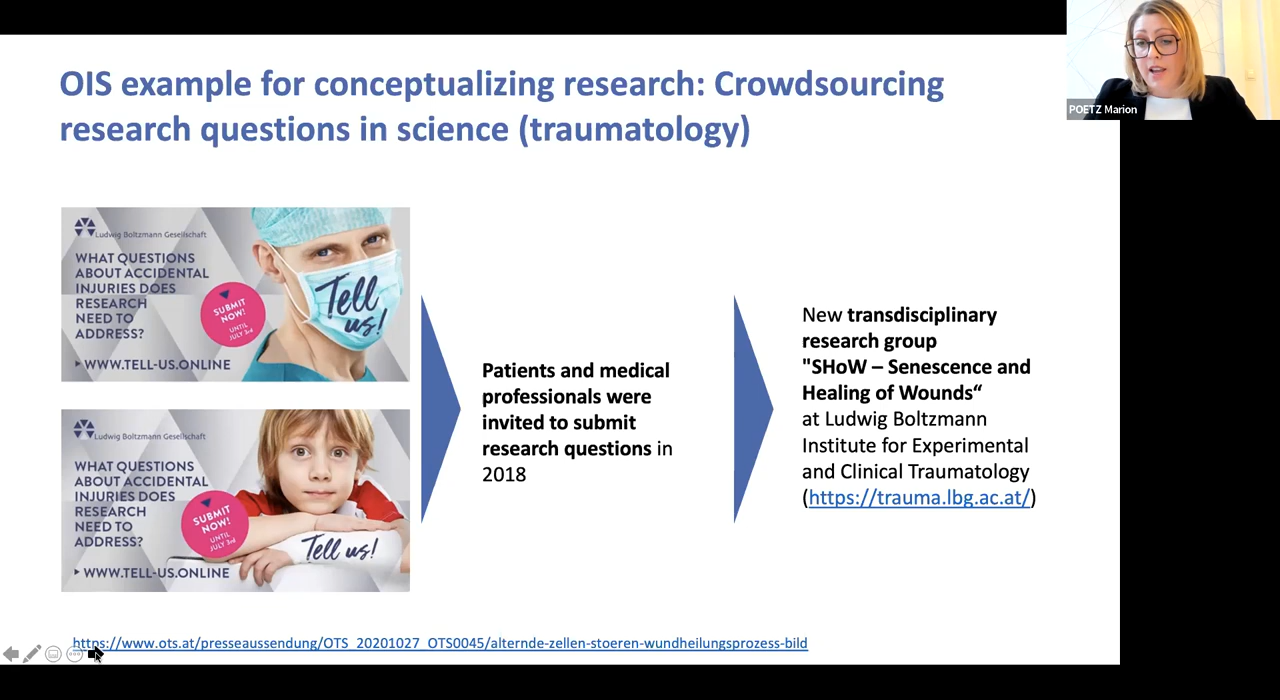 OIS example for conceptualizing research: Crowdsourcing
research questions in science (traumatology)
POETZ Marion
Ludwig Boltzmann Gesellschaft
WHAT QUESTIONS
ABOUT ACCIDENTAL
INJURIES DOES
RESEARCH
NEED TO
ADDRESS?
SUBMIT
NOW!
UNTIL
JULY 3rd
Tell
us!
WWW.TELL-US.ONLINE
Ludwig Boltzmann Gesellschaft
WHAT QUESTIONS
ABOUT ACCIDENTAL
INJURIES DOES
RESEARCH
NEED TO
ADDRESS?
SUBMIT
NOW!
UNTIL
JULY 3rd
Tell us!
WWW.TELL-US.ONLINE
Patients and medical
professionals were
invited to submit
research questions in
2018
New transdisciplinary
research group
"SHoW – Senescence and
Healing of Wounds“
at Ludwig Boltzmann
Institute for Experimental
and Clinical Traumatology
(https://trauma.lbg.ac.at/)
https://www.ots.at/presseaussendung/OTS_20201027_OTS0045/alternde-zellen-stoeren-wundheilungsprozess-bild